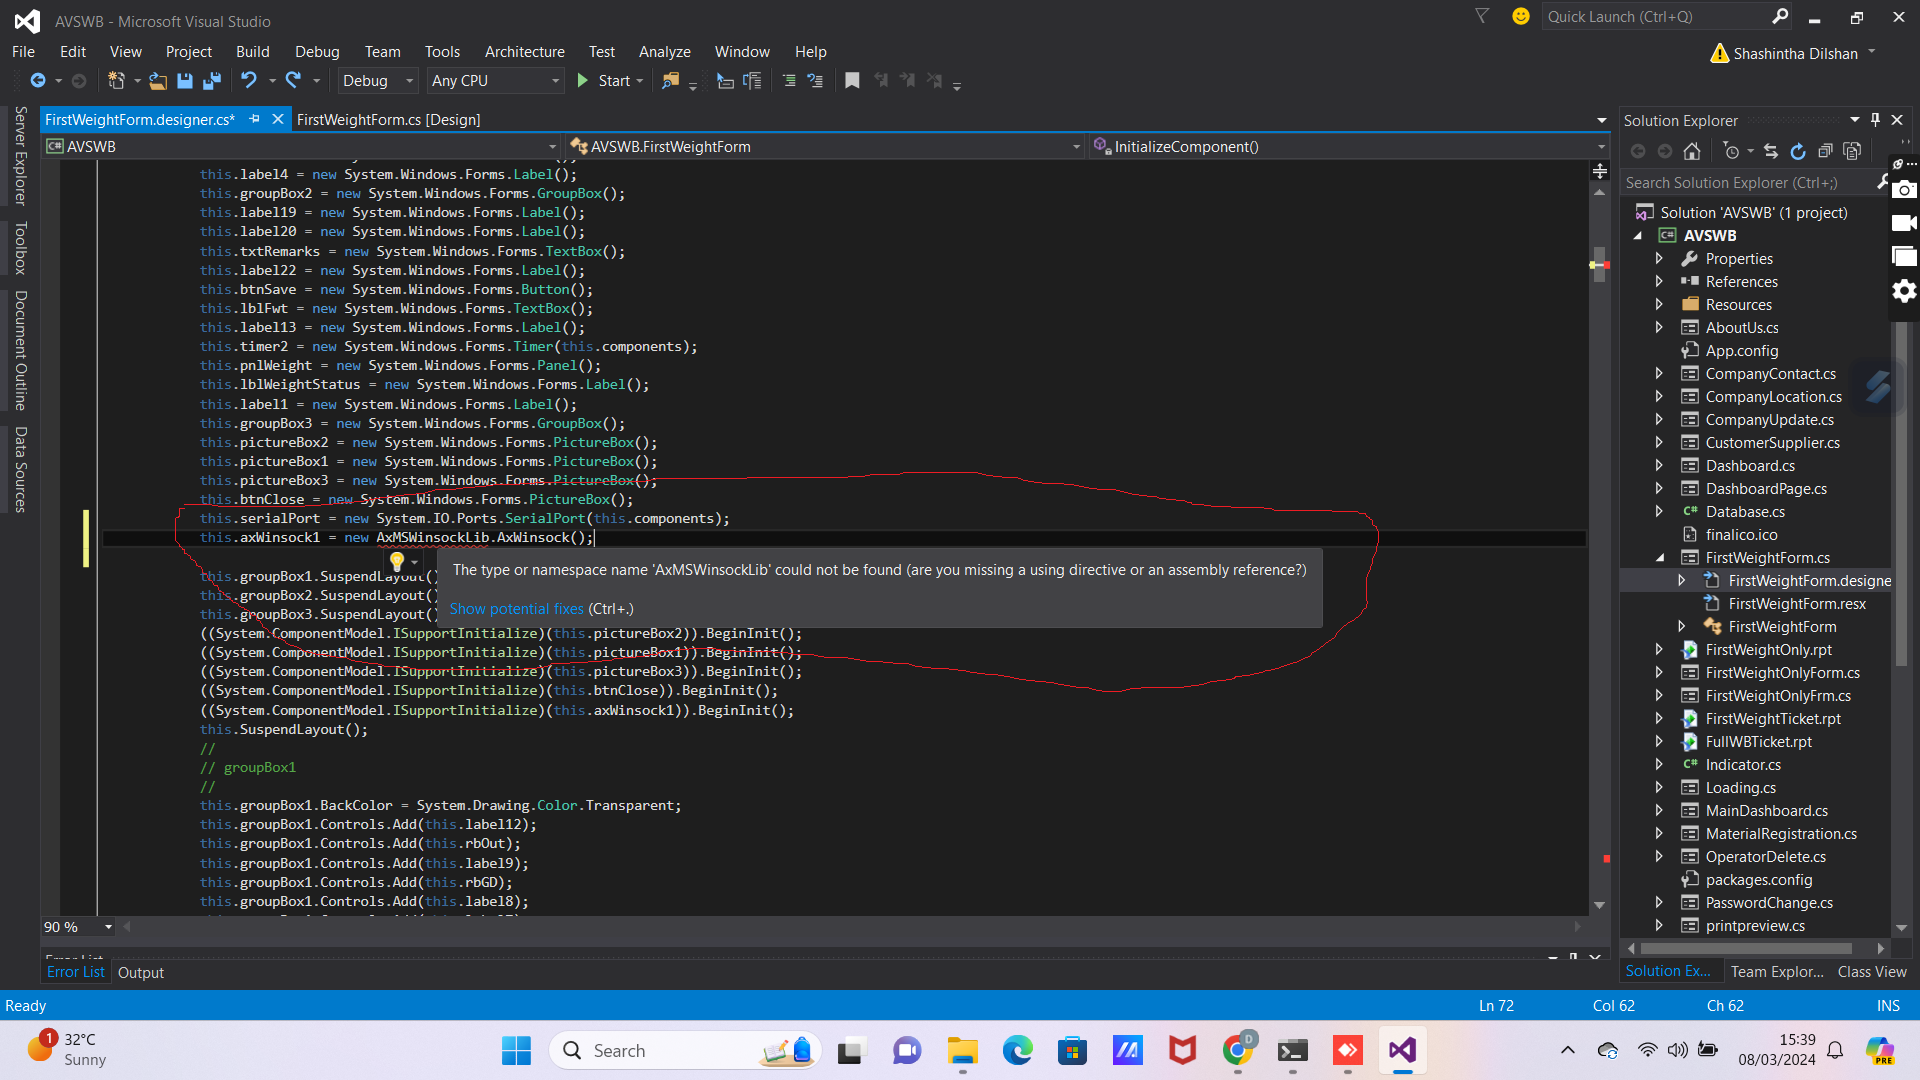 AVSWB - Microsoft Visual Studio
Quick Launch (Ctrl+Q)
File Edit View Project Build Debug Team Tools Architecture Test Analyze Window Help
Shashintha Dilshan
Debug Any CPU Start
FirstWeightForm.designer.cs* FirstWeightForm.cs [Design]
AVSWB AVSWB.FirstWeightForm InitializeComponent()
Server Explorer
Toolbox
Document Outline
Data Sources
this.label4 = new System.Windows.Forms.Label();
this.groupBox2 = new System.Windows.Forms.GroupBox();
this.label19 = new System.Windows.Forms.Label();
this.label20 = new System.Windows.Forms.Label();
this.txtRemarks = new System.Windows.Forms.TextBox();
this.label22 = new System.Windows.Forms.Label();
this.btnSave = new System.Windows.Forms.Button();
this.lblFwt = new System.Windows.Forms.TextBox();
this.label13 = new System.Windows.Forms.Label();
this.timer2 = new System.Windows.Forms.Timer(this.components);
this.pnlWeight = new System.Windows.Forms.Panel();
this.lblWeightStatus = new System.Windows.Forms.Label();
this.label1 = new System.Windows.Forms.Label();
this.groupBox3 = new System.Windows.Forms.GroupBox();
this.pictureBox2 = new System.Windows.Forms.PictureBox();
this.pictureBox1 = new System.Windows.Forms.PictureBox();
this.pictureBox3 = new System.Windows.Forms.PictureBox();
this.btnClose = new System.Windows.Forms.PictureBox();
this.serialPort = new System.IO.Ports.SerialPort(this.components);
this.axWinsock1 = new AxMSWinsockLib.AxWinsock();
The type or namespace name 'AxMSWinsockLib' could not be found (are you missing a using directive or an assembly reference?)
Show potential fixes (Ctrl+.)
this.groupBox1.SuspendLayout()
this.groupBox2.SuspendLayout()
this.groupBox3.SuspendLayout()
((System.ComponentModel.ISupportInitialize)(this.pictureBox2)).BeginInit();
((System.ComponentModel.ISupportInitialize)(this.pictureBox1)).BeginInit();
((System.ComponentModel.ISupportInitialize)(this.pictureBox3)).BeginInit();
((System.ComponentModel.ISupportInitialize)(this.btnClose)).BeginInit();
((System.ComponentModel.ISupportInitialize)(this.axWinsock1)).BeginInit();
this.SuspendLayout();
//
// groupBox1
//
this.groupBox1.BackColor = System.Drawing.Color.Transparent;
this.groupBox1.Controls.Add(this.label12);
this.groupBox1.Controls.Add(this.rbOut);
this.groupBox1.Controls.Add(this.label9);
this.groupBox1.Controls.Add(this.rbGD);
this.groupBox1.Controls.Add(this.label8);
90 %
Error List
Error List Output
Solution Explorer
Search Solution Explorer (Ctrl+;)
Solution 'AVSWB' (1 project)
AVSWB
Properties
References
Resources
AboutUs.cs
App.config
CompanyContact.cs
CompanyLocation.cs
CompanyUpdate.cs
CustomerSupplier.cs
Dashboard.cs
DashboardPage.cs
Database.cs
finalico.ico
FirstWeightForm.cs
FirstWeightForm.designe
FirstWeightForm.resx
FirstWeightForm
FirstWeightOnly.rpt
FirstWeightOnlyForm.cs
FirstWeightOnlyFrm.cs
FirstWeightTicket.rpt
FullWBTicket.rpt
Indicator.cs
Loading.cs
MainDashboard.cs
MaterialRegistration.cs
OperatorDelete.cs
packages.config
PasswordChange.cs
printpreview.cs
Solution Ex... Team Explor... Class View
Ready Ln 72 Col 62 Ch 62 INS
1 32°C
Sunny
Search
D
15:39
08/03/2024
PRE